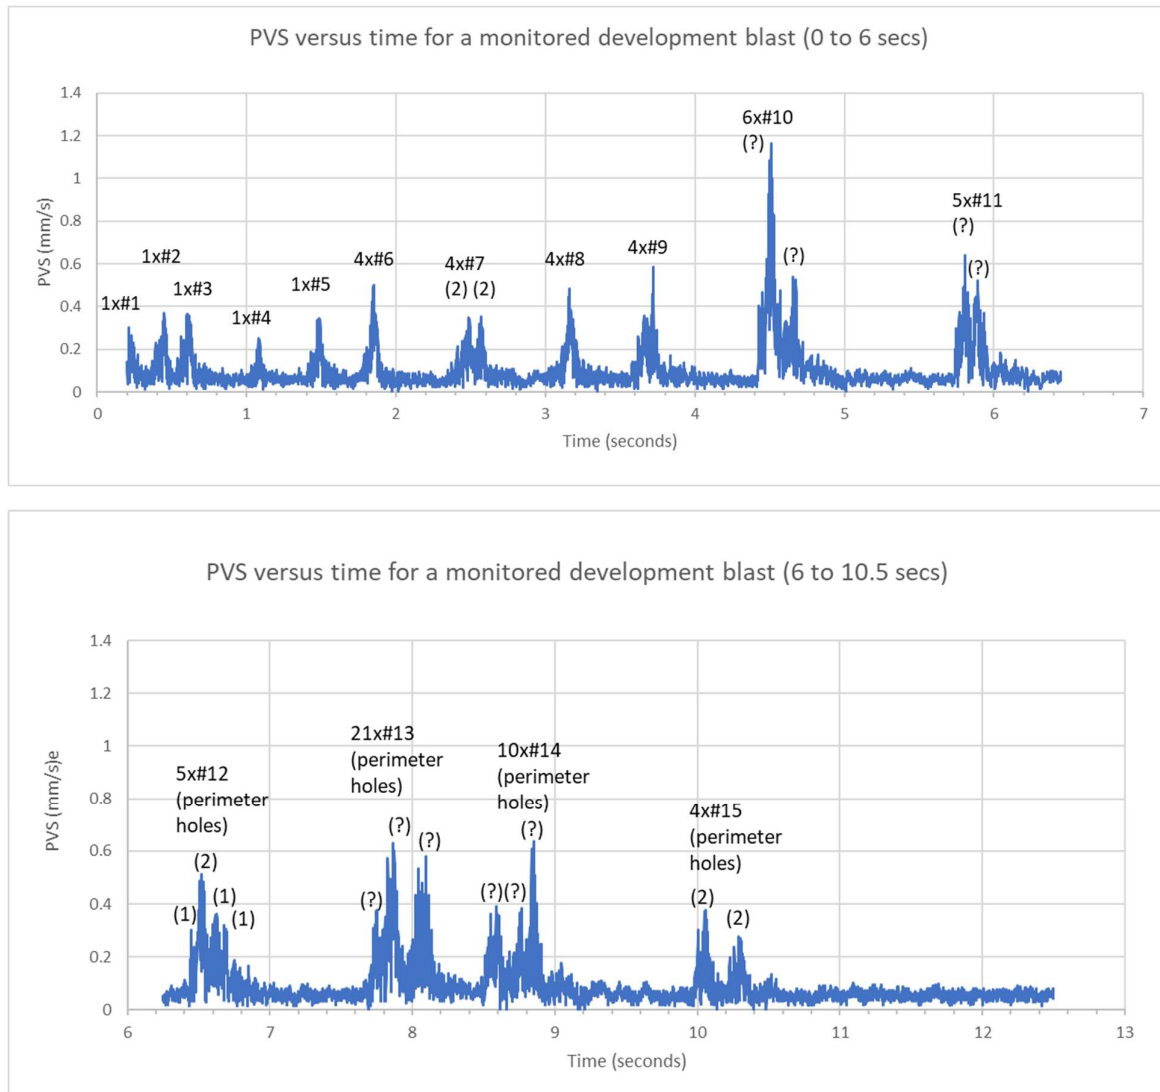 PVS versus time for a monitored development blast (0 to 6 secs)
1.4
1.2
1
0.8
0.6
0.4
0.2
0
PVS (mm/s)
1x#1
1x#2
1x#3
1x#4
1x#5
4x#6
4x#7
(2) (2)
4x#8
4x#9
6x#10
(?)
(?)
5x#11
(?)
(?)
0 1 2 3 4 5 6 7
Time (seconds)
PVS versus time for a monitored development blast (6 to 10.5 secs)
1.4
1.2
1
0.8
0.6
0.4
0.2
0
PVS (mm/s)e
5x#12
(perimeter
holes)
(2)
(1) (1)
(1)
21x#13
(perimeter
holes)
(?)
(?)
(?)
10x#14
(perimeter
holes)
(?)
(?) (?)
4x#15
(perimeter
holes)
(2)
(2)
6 7 8 9 10 11 12 13
Time (seconds)